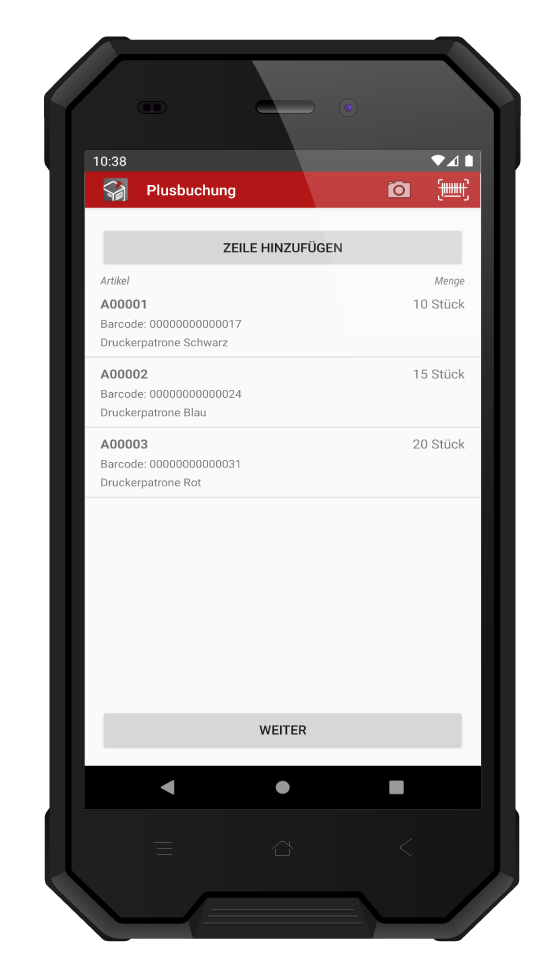 10:38
Plusbuchung
ZEILE HINZUFÜGEN
Artikel Menge
A00001 10 Stück
Barcode: 00000000000017
Druckerpatrone Schwarz
A00002 15 Stück
Barcode: 00000000000024
Druckerpatrone Blau
A00003 20 Stück
Barcode: 00000000000031
Druckerpatrone Rot
WEITER